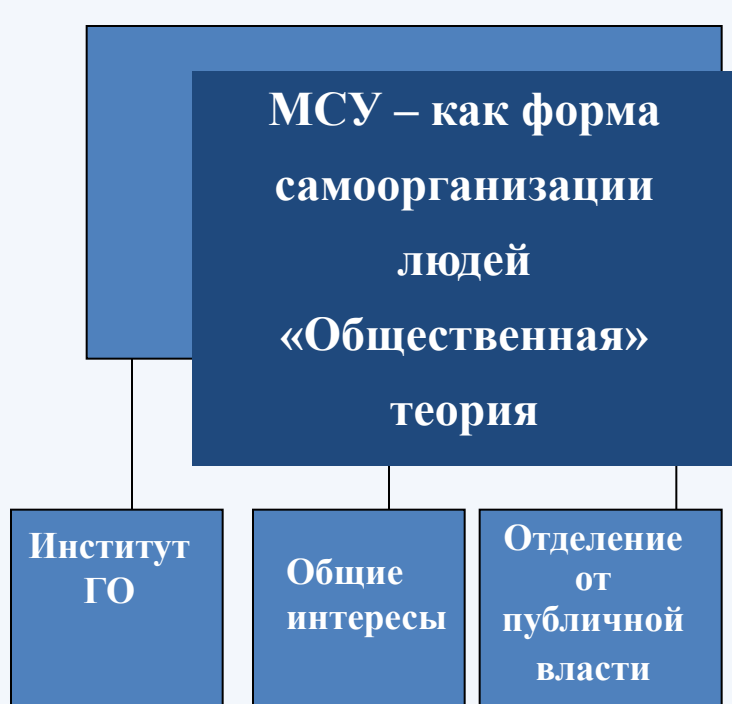 МСУ – как форма
самоорганизации
людей
«Общественная»
теория
Институт
ГО
Общие
интересы
Отделение
от
публичной
власти